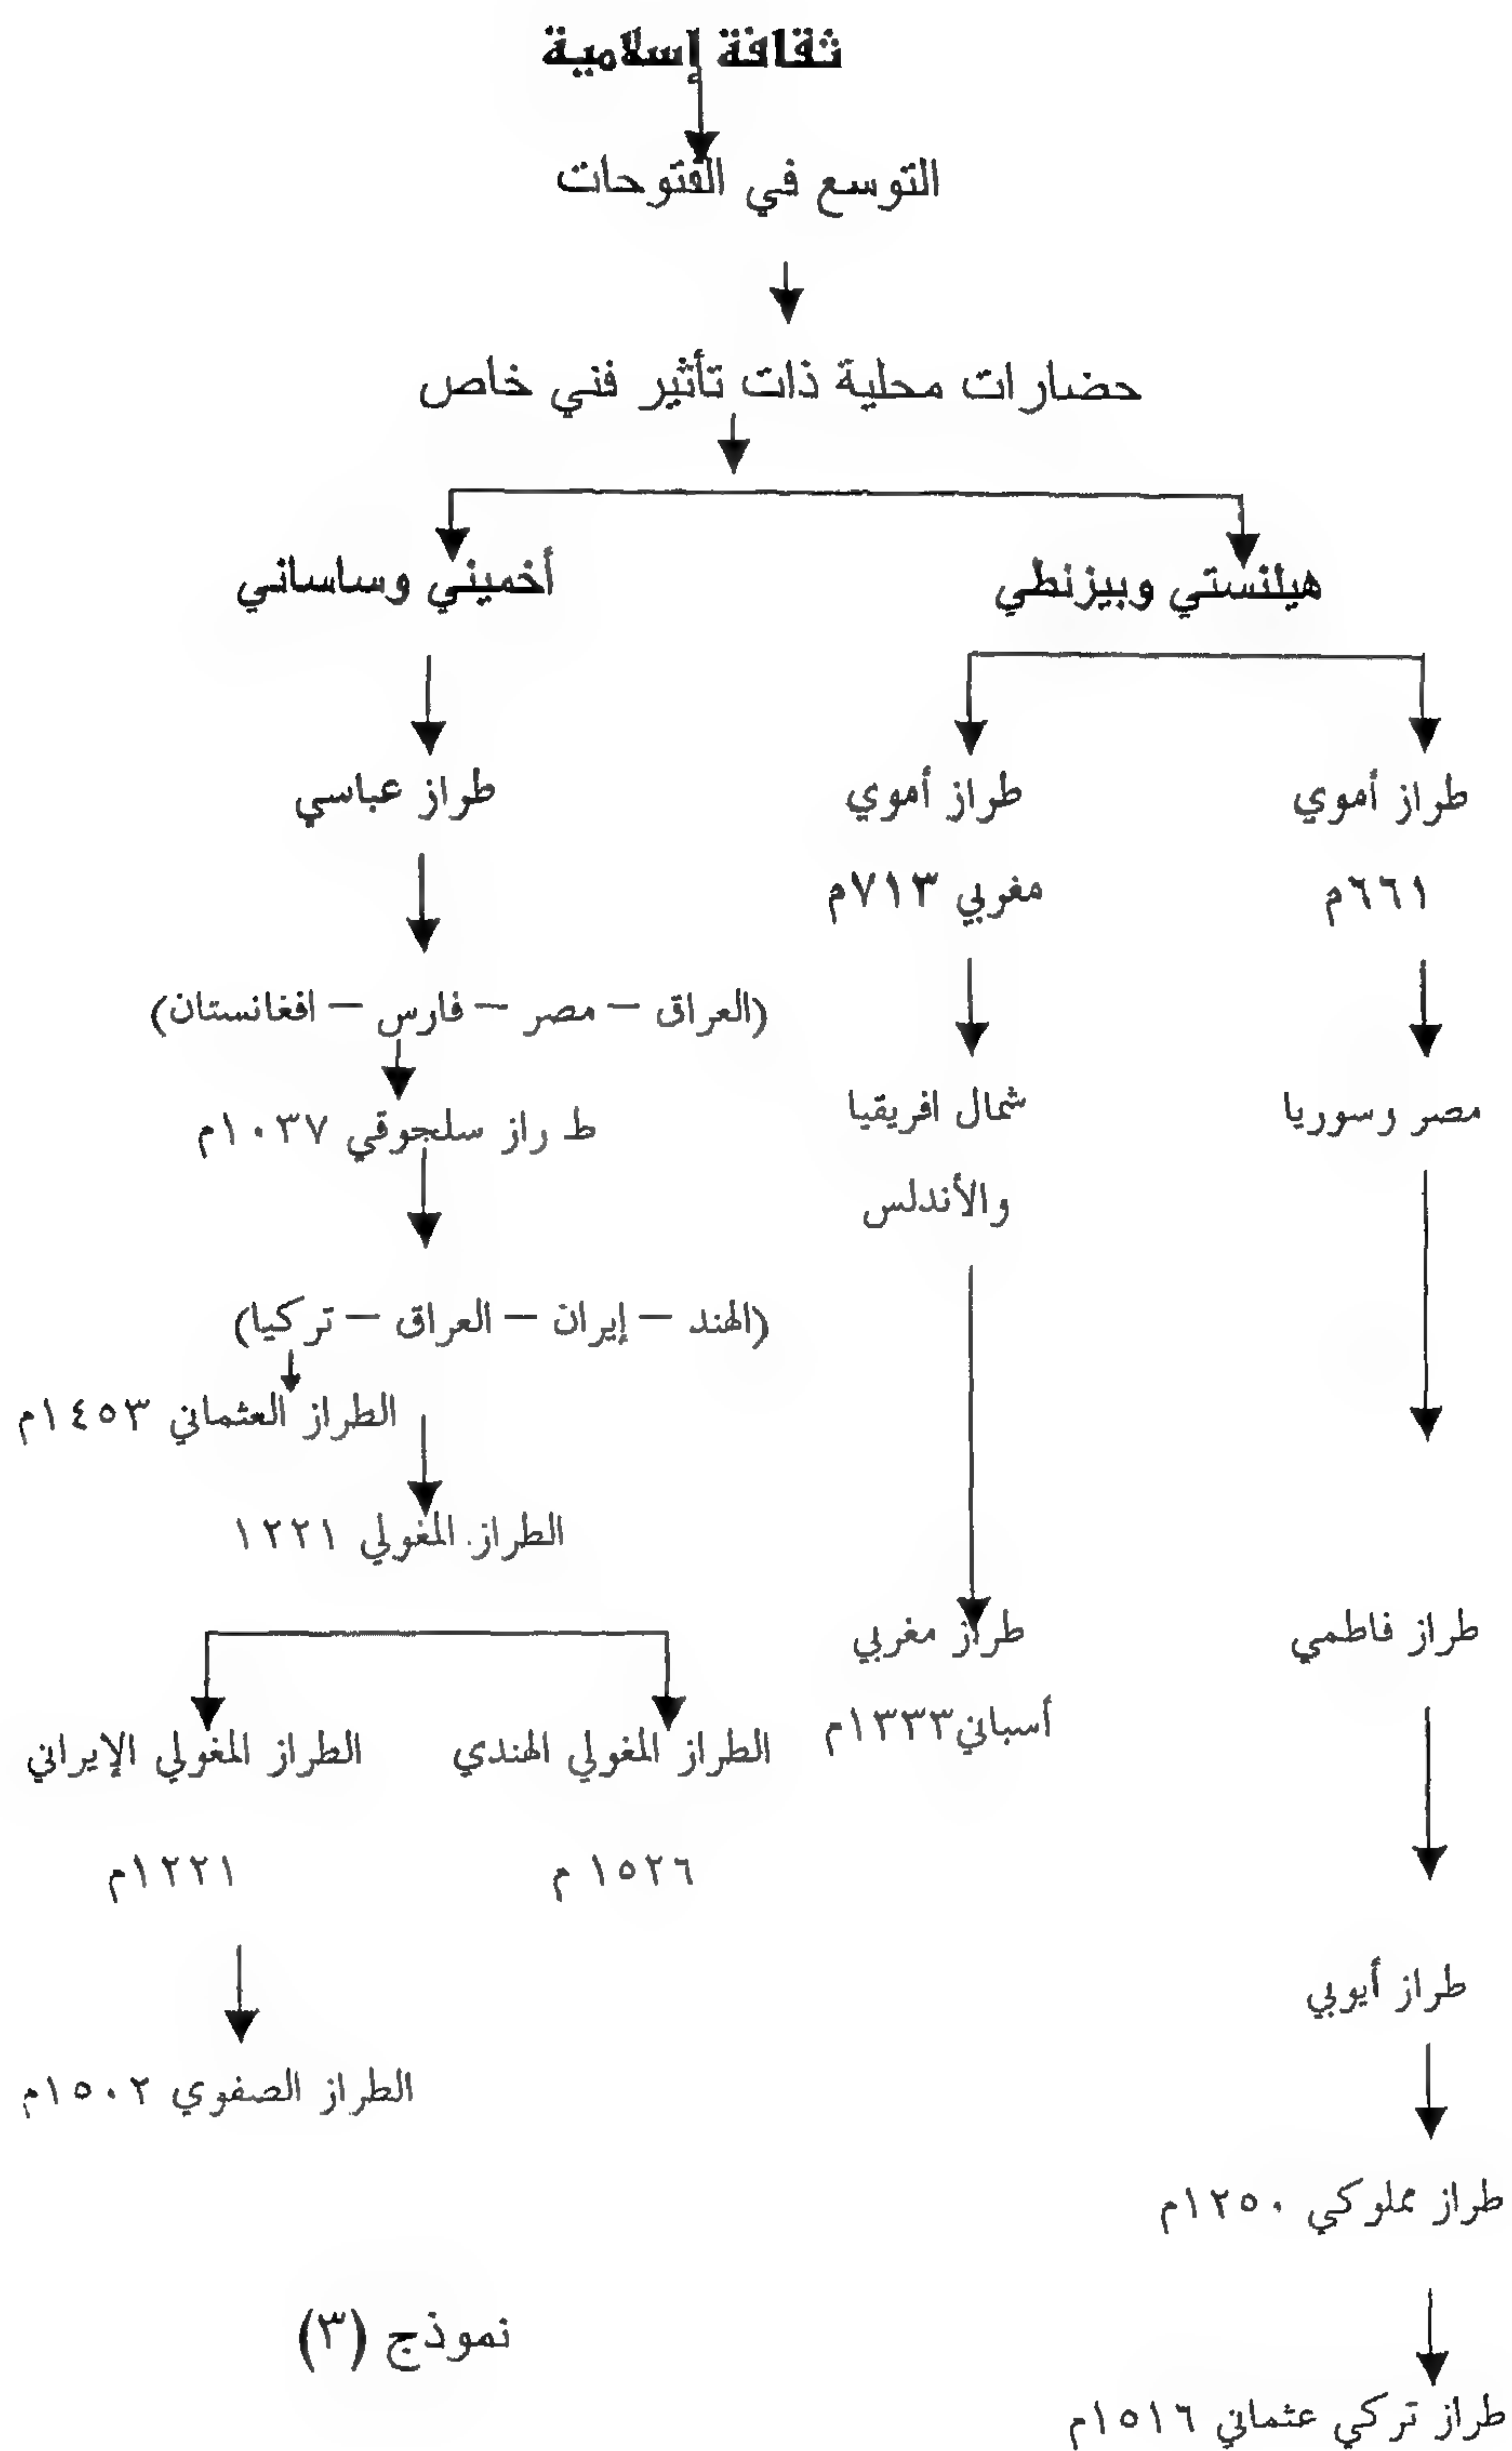 ثقافة إسلامية
التوسع في الفتوحات
حضارات محلية ذات تأثير فني خاص
هيلنستي وبيزنطي
أخميني وساساني
طراز أموي
٦٦١م
مصر وسوريا
طراز فاطمي
طراز أيوبي
طراز مملوكي ١٢٥٠م
طراز تركي عثماني ١٥١٦م
طراز أموي
مغربي ٧١٣م
شمال افريقيا
والأندلس
طراز مغربي
أسباني١٣٣٣م
طراز عباسي
(العراق – مصر – فارس – افغانستان)
ط راز سلجوقي ١٠٣٧م
(الهند – إيران – العراق – تركيا)
الطراز العثماني ١٤٥٣م
الطراز المغولي ١٢٢١
الطراز المغولي الهندي
١٥٢٦ م
الطراز المغولي الإيراني
١٢٢١م
الطراز الصفوي ١٥٠٢م
نموذج (٣)